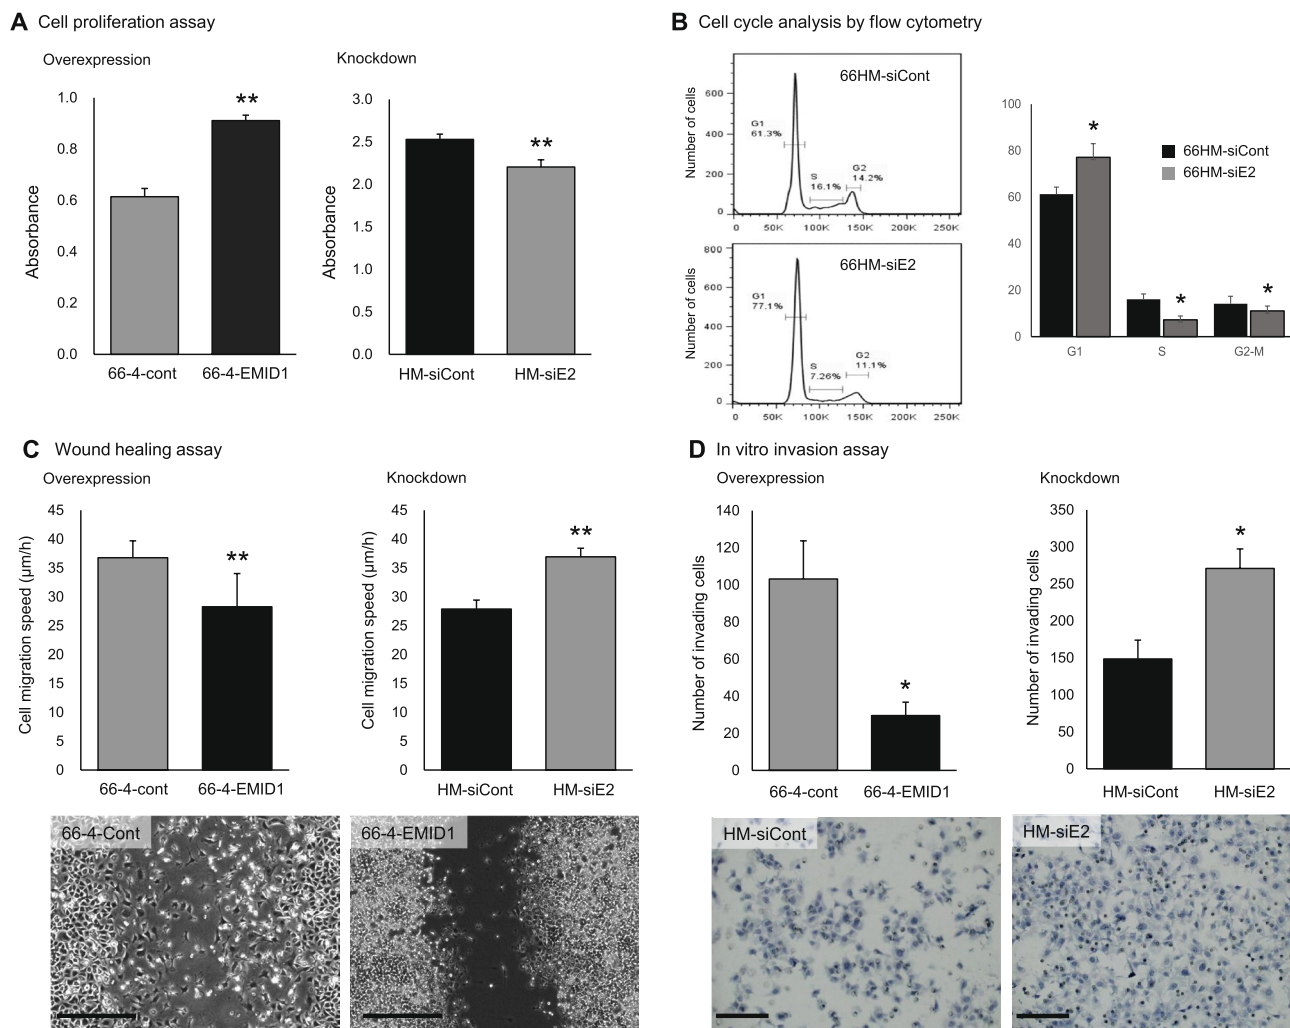 A Cell proliferation assay
Overexpression
Absorbance
1.0
0.8
0.6
0.4
0.2
0.0
**
66-4-cont
66-4-EMID1
Knockdown
Absorbance
3.0
2.5
2.0
1.5
1.0
0.5
0.0
**
HM-siCont
HM-siE2
B Cell cycle analysis by flow cytometry
66HM-siCont
Number of cells
600
400
200
0
G1
61.3%
S
16.1%
G2
14.2%
0
50K
100K
150K
200K
250K
66HM-siE2
Number of cells
800
600
400
200
0
G1
77.1%
S
7.26%
G2
11.1%
0
50K
100K
150K
200K
250K
100
80
60
40
20
0
*
*
*
66HM-siCont
66HM-siE2
G1
S
G2-M
C Wound healing assay
Overexpression
Cell migration speed (μm/h)
45
40
35
30
25
20
15
10
5
0
**
66-4-cont
66-4-EMID1
Knockdown
Cell migration speed (μm/h)
45
40
35
30
25
20
15
10
5
0
**
HM-siCont
HM-siE2
66-4-Cont
66-4-EMID1
D In vitro invasion assay
Overexpression
Number of invading cells
140
120
100
80
60
40
20
0
*
66-4-cont
66-4-EMID1
Knockdown
Number of invading cells
350
300
250
200
150
100
50
0
*
HM-siCont
HM-siE2
HM-siCont
HM-siE2